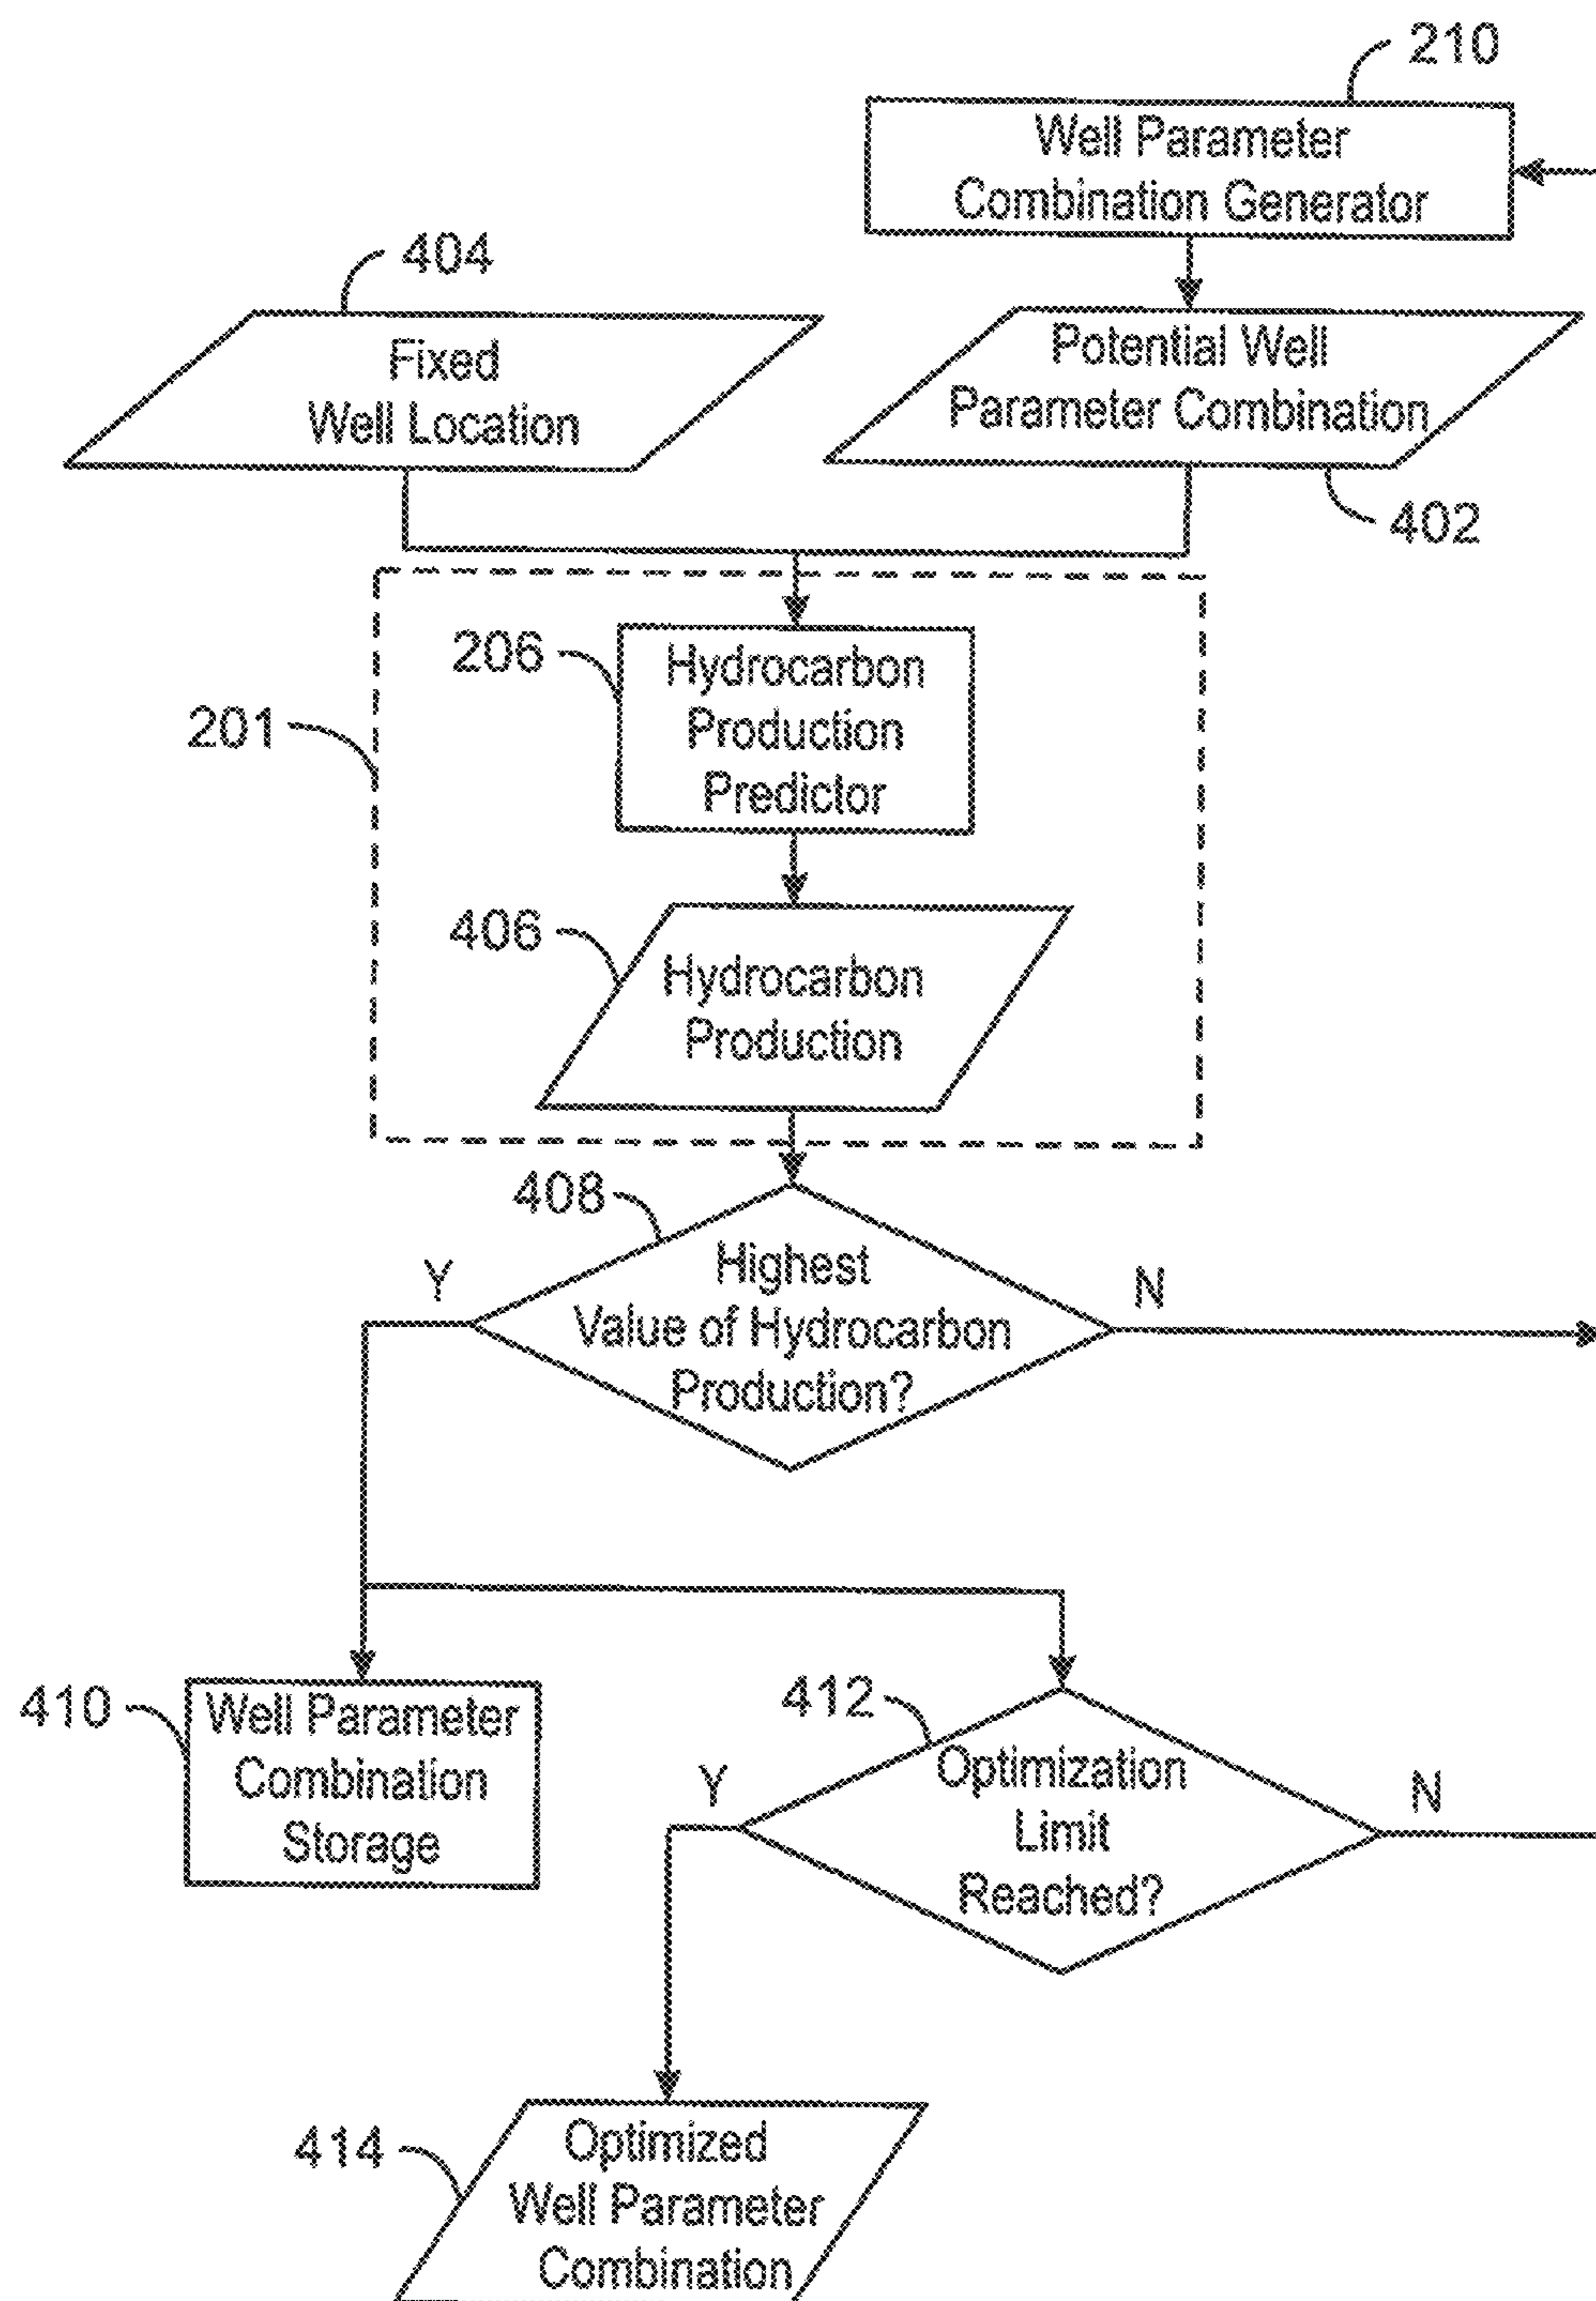 210
Well Parameter
Combination Generator
404
Fixed
Well Location
Potential Well
Parameter Combination
402
206
Hydrocarbon
Production
Predictor
201
406
Hydrocarbon
Production
408
Y
Highest
Value of Hydrocarbon
Production?
N
410
Well Parameter
Combination
Storage
412
Y
Optimization
Limit
Reached?
N
414
Optimized
Well Parameter
Combination